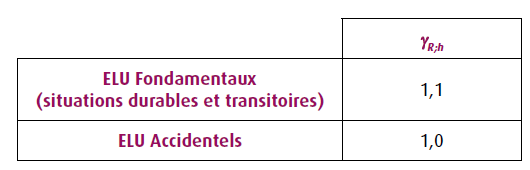 γR;h
ELU Fondamentaux
(situations durables et transitoires)
1,1
ELU Accidentels
1,0